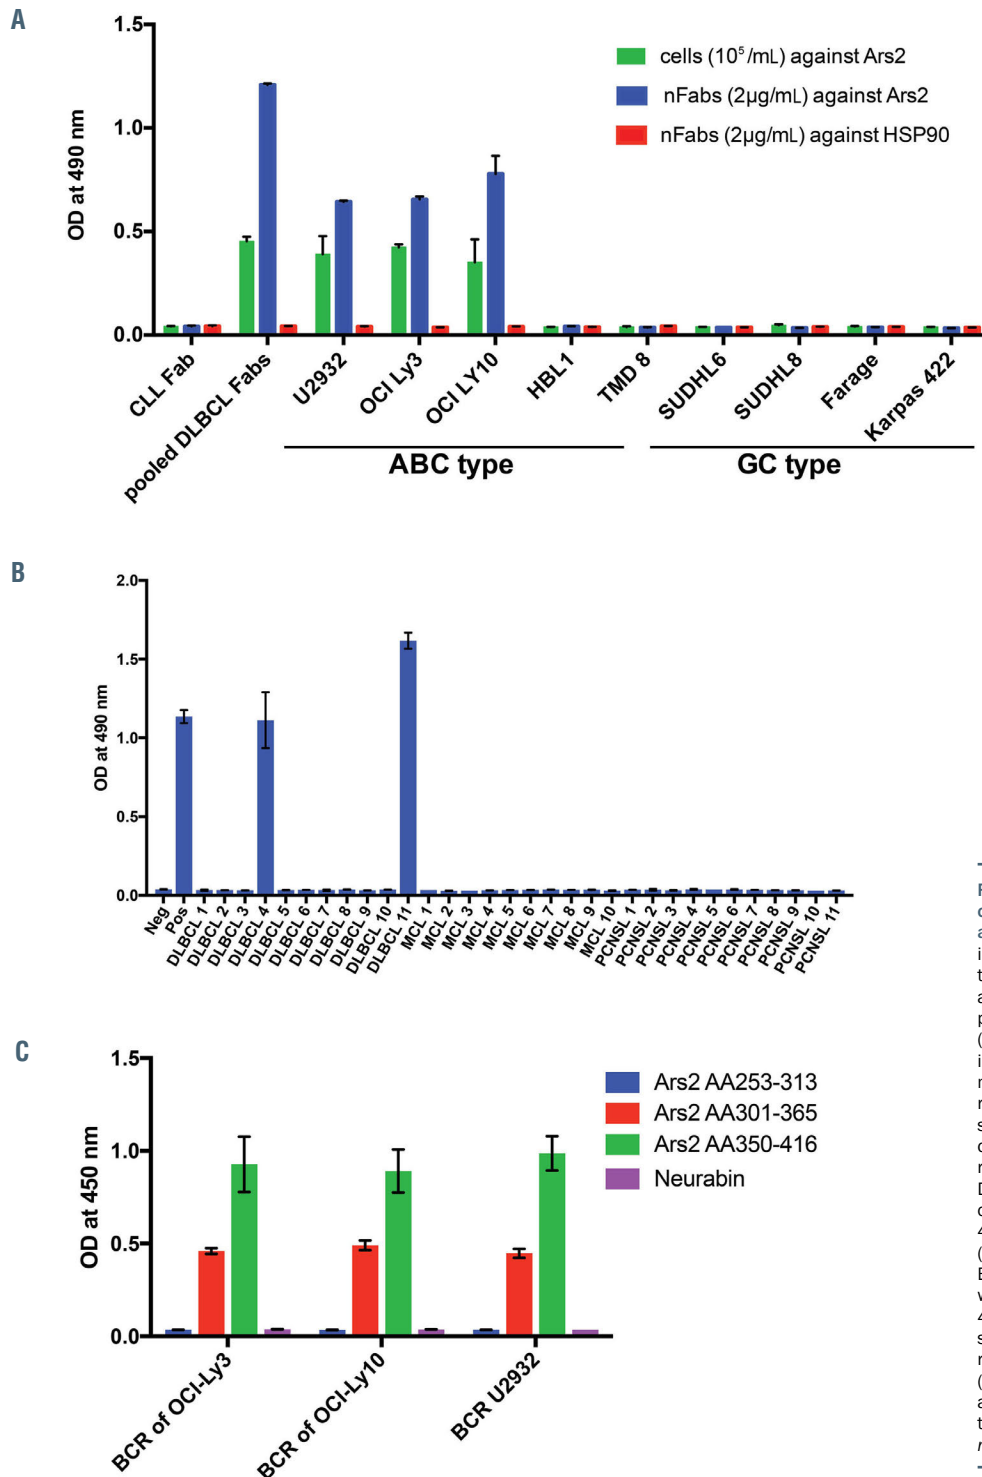 A
1.5
1.0
0.5
0.0
OD at 490 nm
cells (10⁵/mL) against Ars2
nFabs (2µg/mL) against Ars2
nFabs (2µg/mL) against HSP90
CLL Fab
pooled DLBCL Fabs
U2932
OCI Ly3
OCI LY10
HBL1
TMD 8
SUDHL6
SUDHL8
Farage
Karpas 422
ABC type
GC type
B
2.0
1.5
1.0
0.5
0.0
OD at 490 nm
Neg
Pos
DLBCL 1
DLBCL 2
DLBCL 3
DLBCL 4
DLBCL 5
DLBCL 6
DLBCL 7
DLBCL 8
DLBCL 9
DLBCL 10
DLBCL 11
MCL 1
MCL 2
MCL 3
MCL 4
MCL 5
MCL 6
MCL 7
MCL 8
MCL 9
MCL 10
PCNSL 1
PCNSL 2
PCNSL 3
PCNSL 4
PCNSL 5
PCNSL 6
PCNSL 7
PCNSL 8
PCNSL 9
PCNSL 10
PCNSL 11
C
1.5
1.0
0.5
0.0
OD at 450 nm
Ars2 AA253-313
Ars2 AA301-365
Ars2 AA350-416
Neurabin
BCR of OCI-Ly3
BCR of OCI-Ly10
BCR U2932